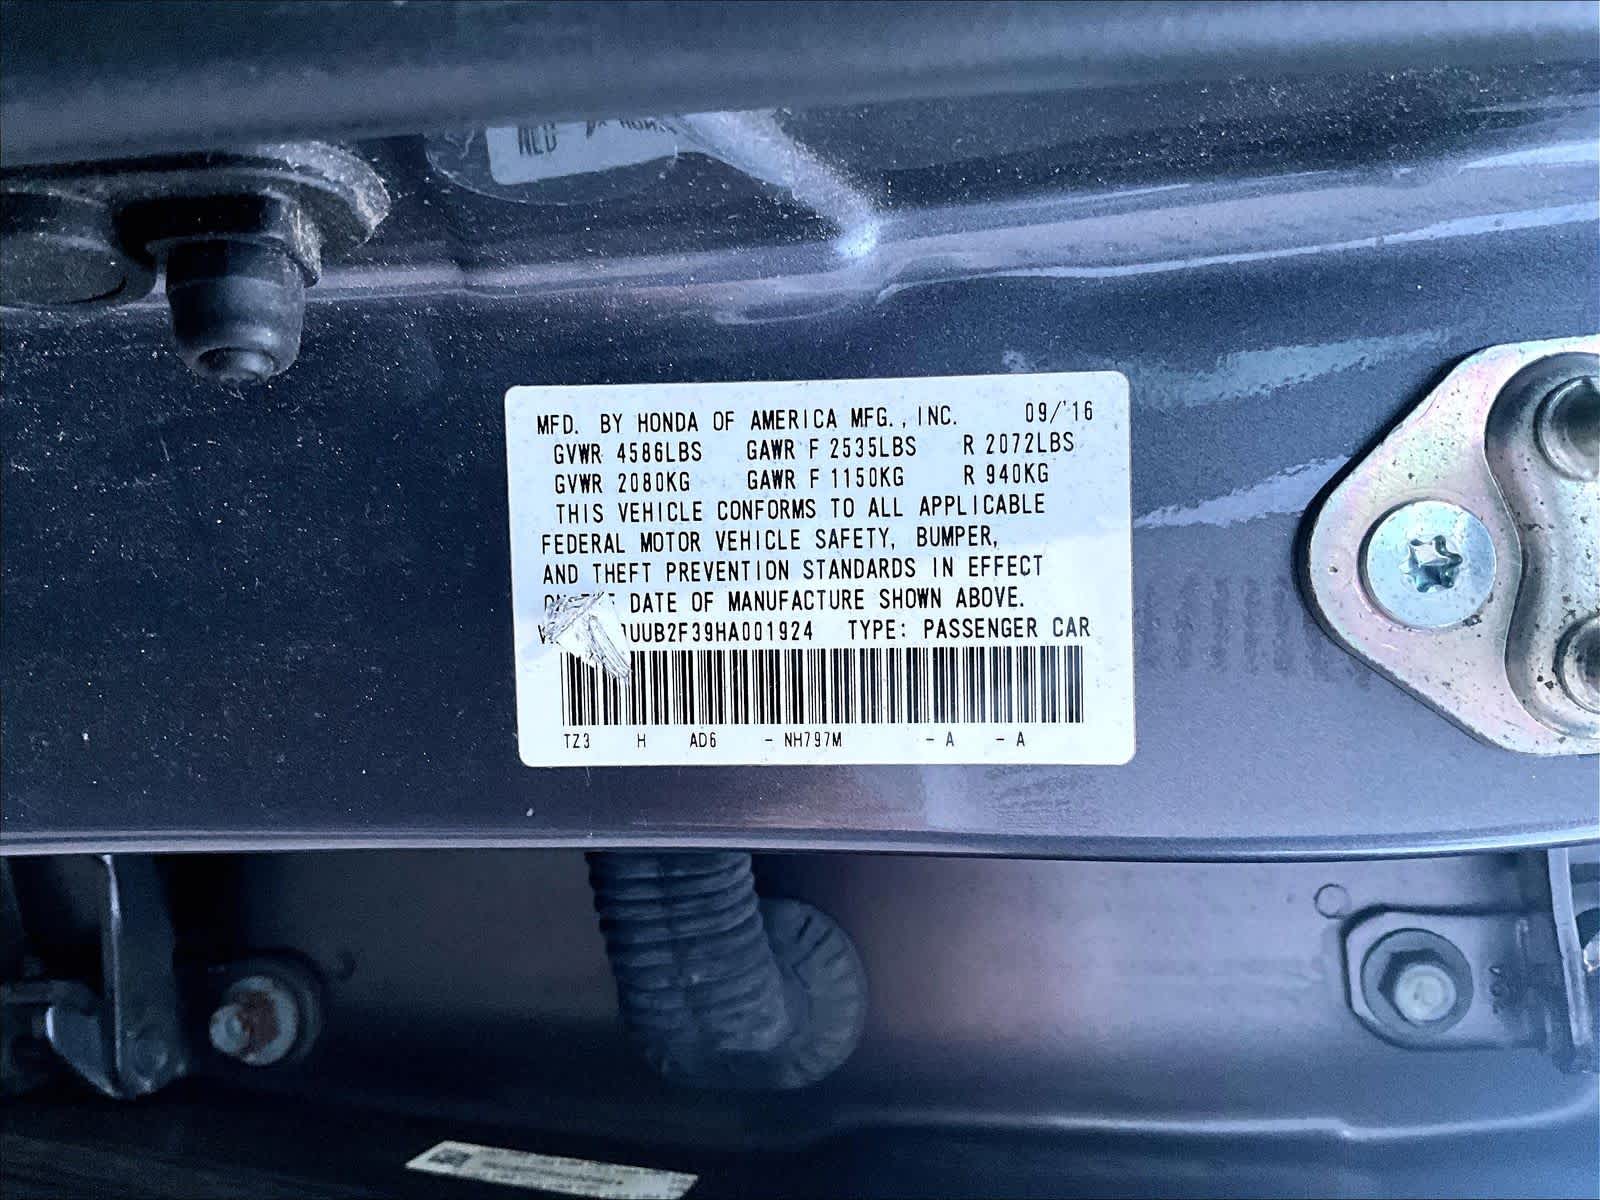 MFD. BY HONDA OF AMERICA MFG., INC. 09/'16
GVWR 4586LBS GAWR F 2535LBS R 2072LBS
GVWR 2080KG GAWR F 1150KG R 940KG
THIS VEHICLE CONFORMS TO ALL APPLICABLE
FEDERAL MOTOR VEHICLE SAFETY, BUMPER,
AND THEFT PREVENTION STANDARDS IN EFFECT
DATE OF MANUFACTURE SHOWN ABOVE.
UUB2F39HA001924 TYPE: PASSENGER CAR
TZ3 H AD6 - NH797M - A - A